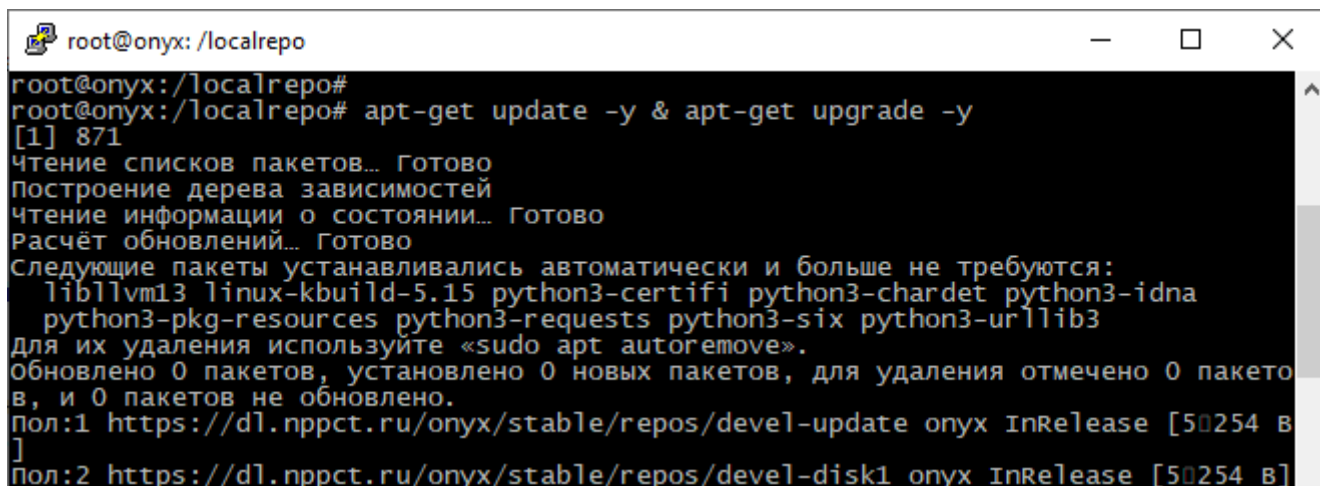 root@onyx: /localrepo
root@onyx:/localrepo#
root@onyx:/localrepo# apt-get update -y & apt-get upgrade -y
[1] 871
Чтение списков пакетов… Готово
Построение дерева зависимостей
Чтение информации о состоянии… Готово
Расчёт обновлений… Готово
Следующие пакеты устанавливались автоматически и больше не требуются:
libllvm13 linux-kbuild-5.15 python3-certifi python3-chardet python3-idna
python3-pkg-resources python3-requests python3-six python3-urllib3
Для их удаления используйте «sudo apt autoremove».
Обновлено 0 пакетов, установлено 0 новых пакетов, для удаления отмечено 0 пакето
в, и 0 пакетов не обновлено.
Пол:1 https://dl.nppct.ru/onyx/stable/repos/devel-update onyx InRelease [5▯254 B
]
Пол:2 https://dl.nppct.ru/onyx/stable/repos/devel-disk1 onyx InRelease [5▯254 B]